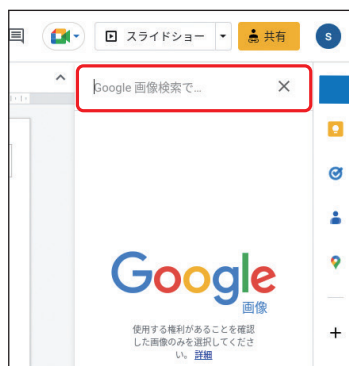 スライドショー
共有
S
Google 画像検索で...
Google
画像
使用する権利があることを確認
した画像のみを選択してくださ
い。 詳細